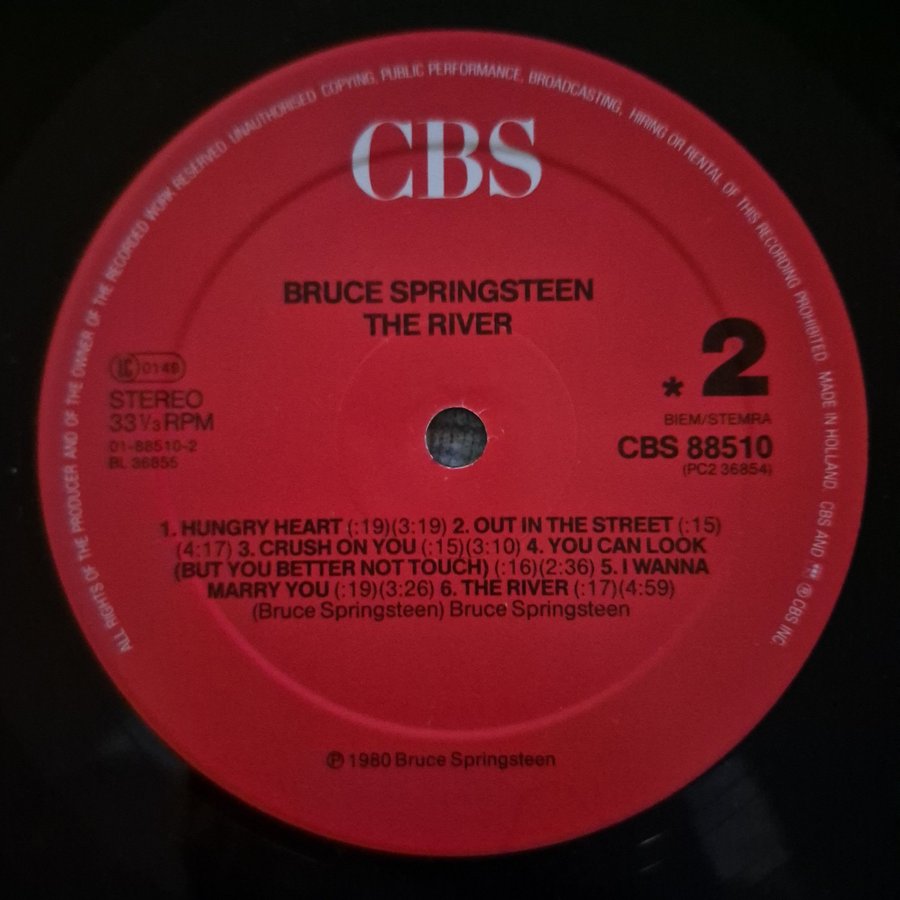 ALL RIGHTS OF THE PRODUCER AND OF THE OWNER OF THE RECORDED WORK RESERVED. UNAUTHORISED COPYING, PUBLIC PERFORMANCE, BROADCASTING, HIRING OR RENTAL OF THIS RECORDING PROHIBITED MADE IN HOLLAND CBS AND ℗ CBS INC.
CBS
BRUCE SPRINGSTEEN
THE RIVER
LC 0149
STEREO
33 1/3 RPM
01-88510-2
BL 36855
* 2
BIEM/STEMRA
CBS 88510
(PC2 36854)
1. HUNGRY HEART (:19)(3:19) 2. OUT IN THE STREET (:15)
(4:17) 3. CRUSH ON YOU (:15)(3:10) 4. YOU CAN LOOK
(BUT YOU BETTER NOT TOUCH) (:16)(2:36) 5. I WANNA
MARRY YOU (:19)(3:26) 6. THE RIVER (:17)(4:59)
(Bruce Springsteen) Bruce Springsteen
℗ 1980 Bruce Springsteen